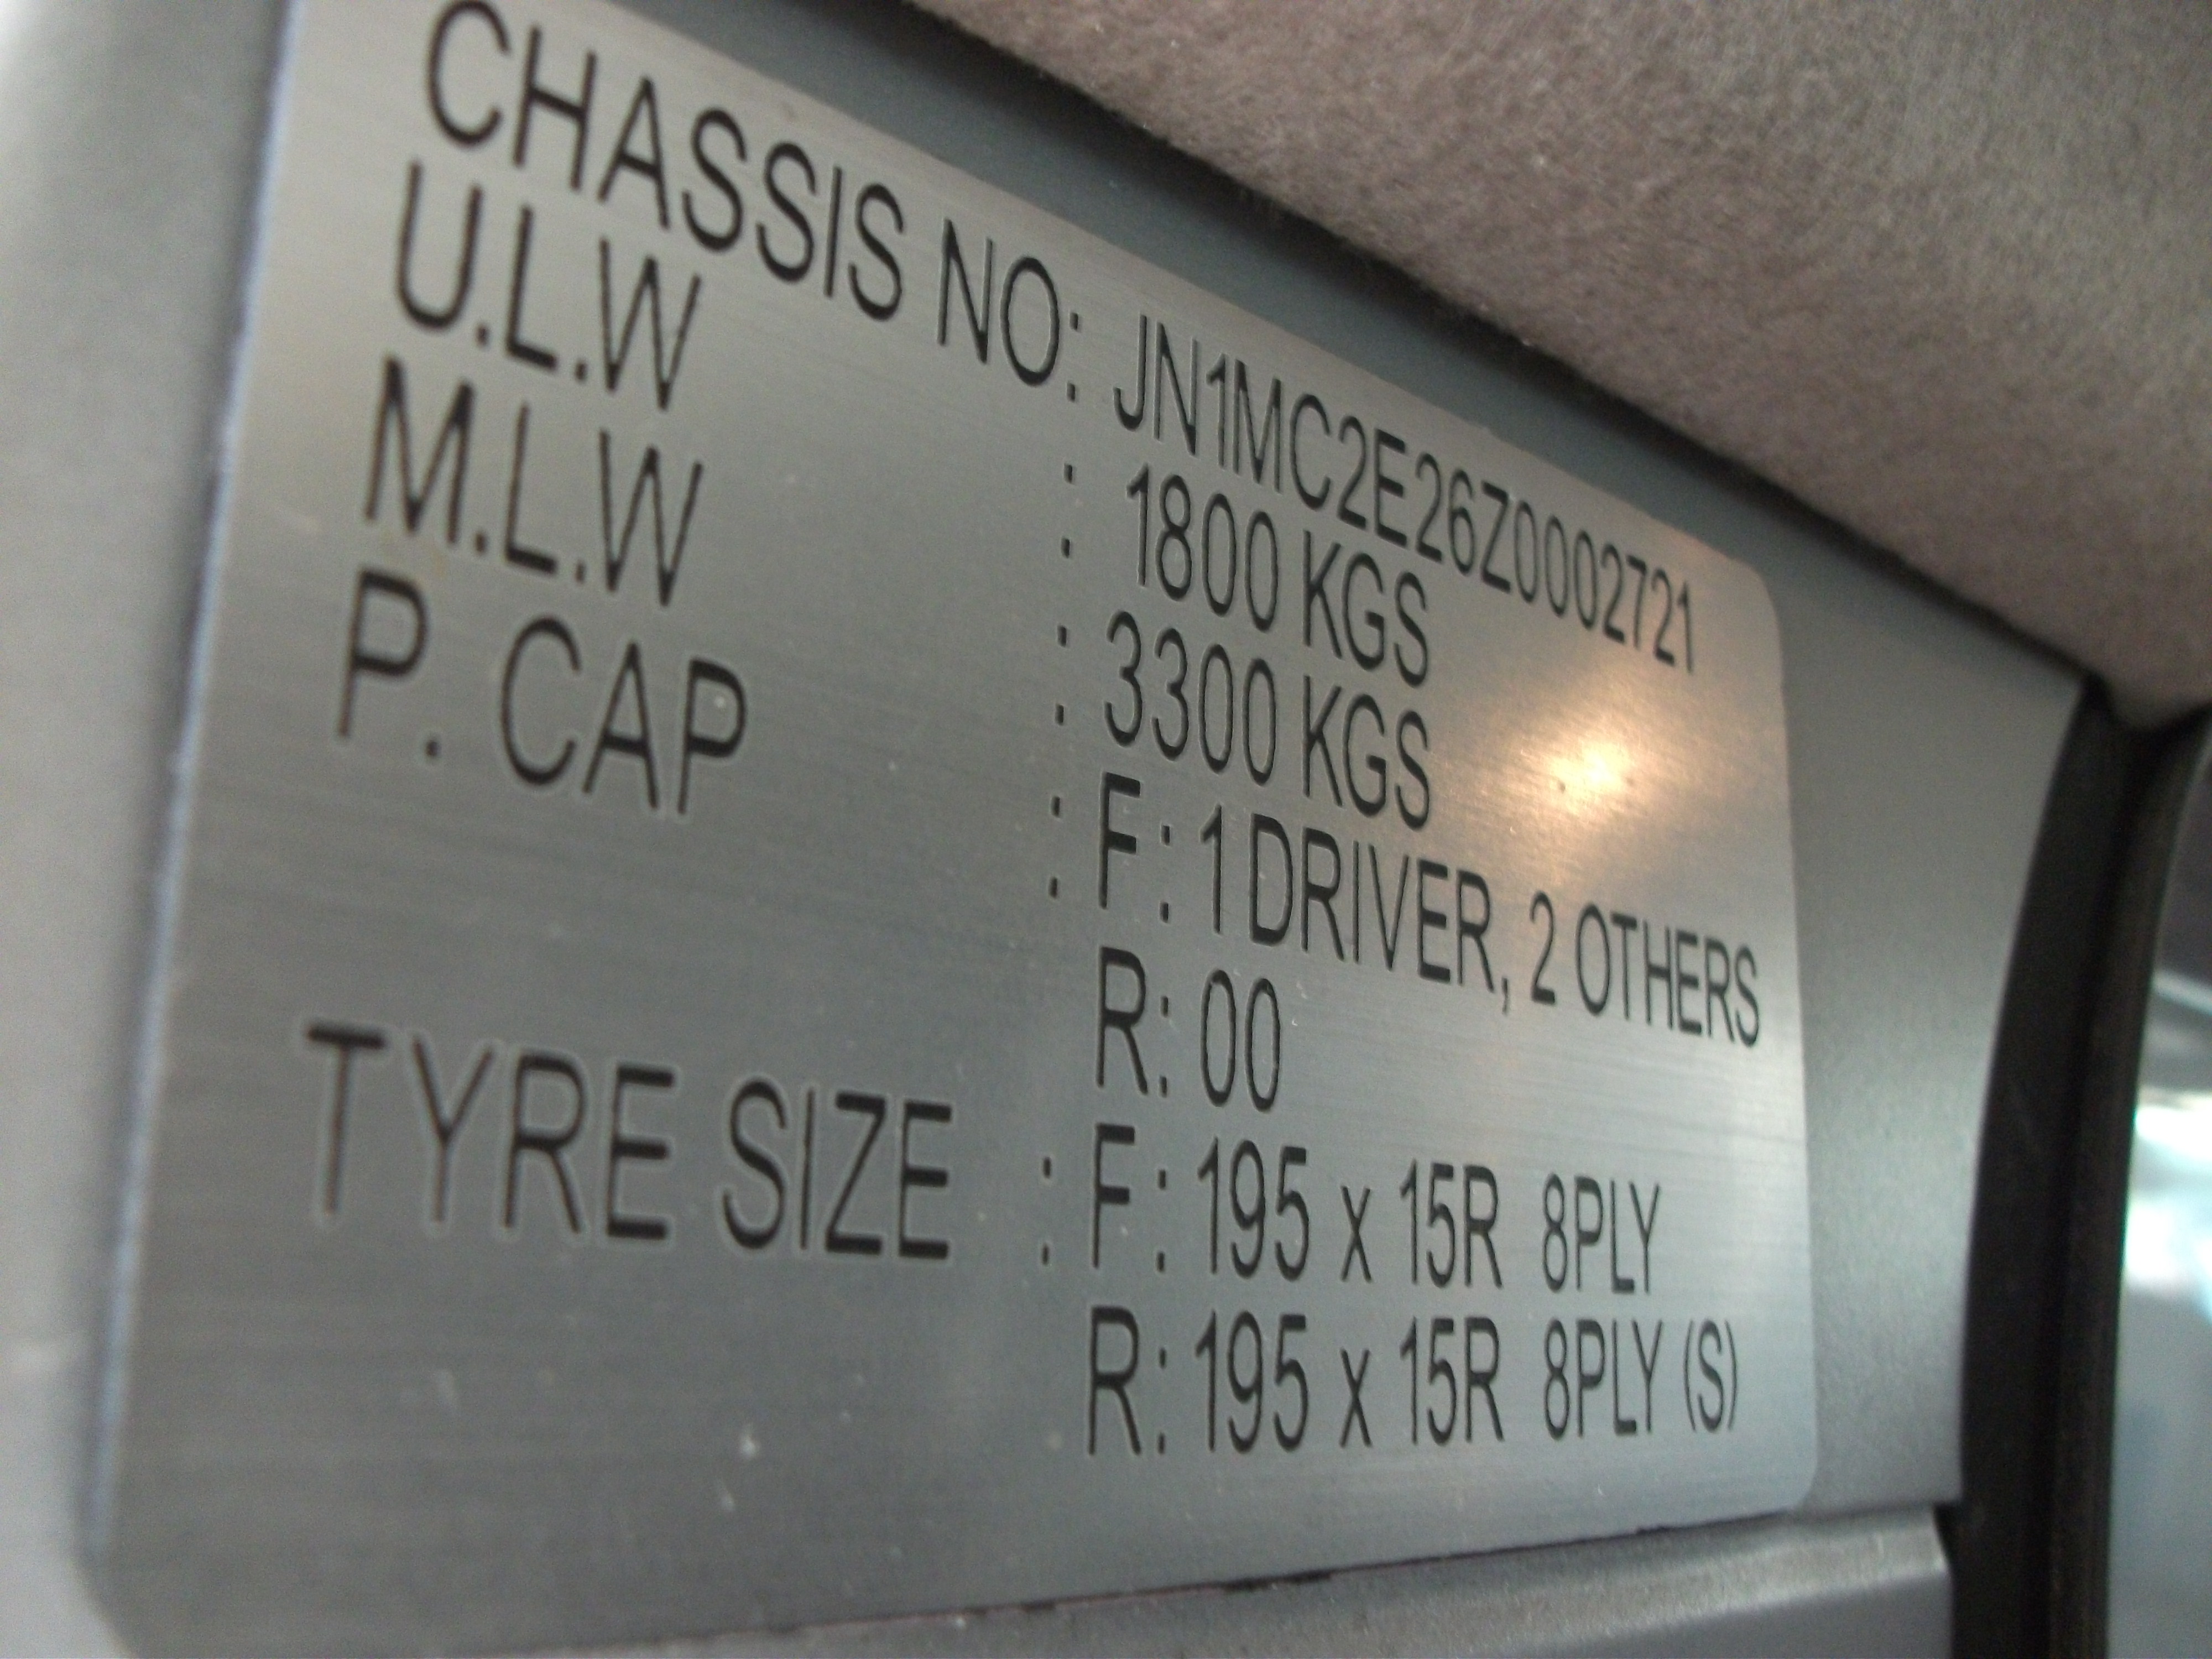 CHASSIS NO: JN1MC2E26Z0002721
U.L.W : 1800 KGS
M.L.W : 3300 KGS
P. CAP : F: 1 DRIVER, 2 OTHERS
R: 00
TYRE SIZE : F: 195 x 15R 8PLY
R: 195 x 15R 8PLY (S)